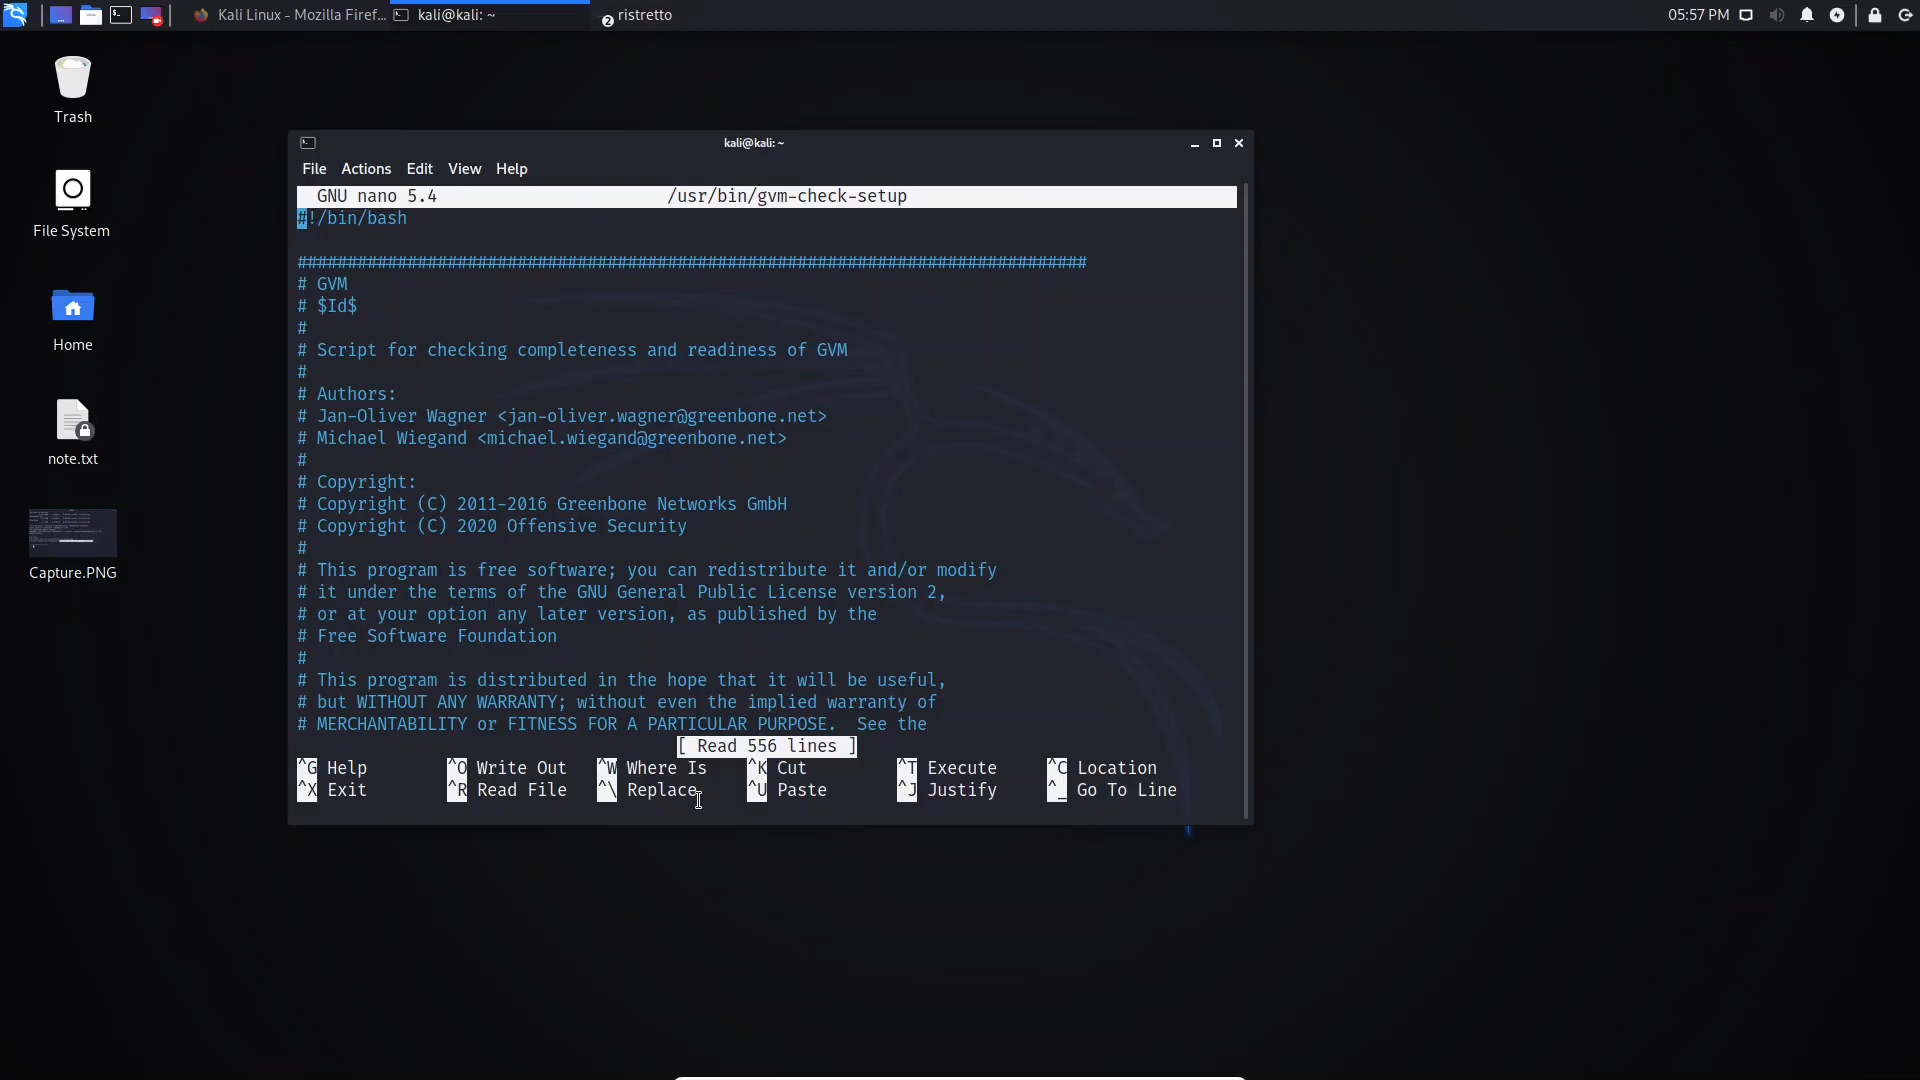 Kali Linux - Mozilla Firef...
kali@kali: ~
2
ristretto
05:57 PM
Trash
File System
Home
note.txt
Capture.PNG
kali@kali: ~
File Actions Edit View Help
GNU nano 5.4 /usr/bin/gvm-check-setup
#!/bin/bash
###############################################################################
# GVM
# $Id$
#
# Script for checking completeness and readiness of GVM
#
# Authors:
# Jan-Oliver Wagner <jan-oliver.wagner@greenbone.net>
# Michael Wiegand <michael.wiegand@greenbone.net>
#
# Copyright:
# Copyright (C) 2011-2016 Greenbone Networks GmbH
# Copyright (C) 2020 Offensive Security
#
# This program is free software; you can redistribute it and/or modify
# it under the terms of the GNU General Public License version 2,
# or at your option any later version, as published by the
# Free Software Foundation
#
# This program is distributed in the hope that it will be useful,
# but WITHOUT ANY WARRANTY; without even the implied warranty of
# MERCHANTABILITY or FITNESS FOR A PARTICULAR PURPOSE.  See the
[ Read 556 lines ]
^G Help ^O Write Out ^W Where Is ^K Cut ^T Execute ^C Location
^X Exit ^R Read File ^\ Replace ^U Paste ^J Justify ^_ Go To Line